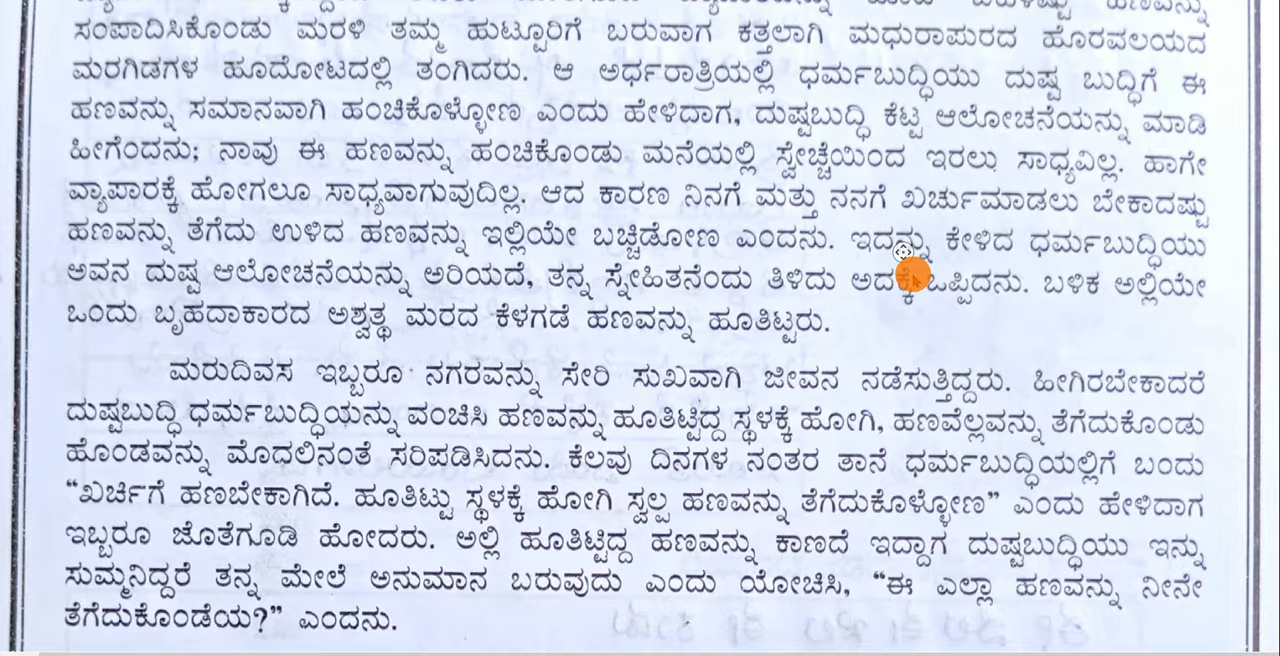 ಸಂಪಾದಿಸಿಕೊಂಡು ಮರಳಿ ತಮ್ಮ ಹುಟ್ಟೂರಿಗೆ ಬರುವಾಗ ಕತ್ತಲಾಗಿ ಮಧುರಾಪುರದ ಹೊರವಲಯದ
ಮರಗಿಡಗಳ ಹೂದೋಟದಲ್ಲಿ ತಂಗಿದರು. ಆ ಅರ್ಧರಾತ್ರಿಯಲ್ಲಿ ಧರ್ಮಬುದ್ಧಿಯು ದುಷ್ಟ ಬುದ್ಧಿಗೆ ಈ
ಹಣವನ್ನು ಸಮಾನವಾಗಿ ಹಂಚಿಕೊಳ್ಳೋಣ ಎಂದು ಹೇಳಿದಾಗ, ದುಷ್ಟಬುದ್ಧಿ ಕೆಟ್ಟ ಆಲೋಚನೆಯನ್ನು ಮಾಡಿ
ಹೀಗೆಂದನು; ನಾವು ಈ ಹಣವನ್ನು ಹಂಚಿಕೊಂಡು ಮನೆಯಲ್ಲಿ ಸ್ವೇಚ್ಛೆಯಿಂದ ಇರಲು ಸಾಧ್ಯವಿಲ್ಲ. ಹಾಗೇ
ವ್ಯಾಪಾರಕ್ಕೆ ಹೋಗಲೂ ಸಾಧ್ಯವಾಗುವುದಿಲ್ಲ. ಆದ ಕಾರಣ ನಿನಗೆ ಮತ್ತು ನನಗೆ ಖರ್ಚುಮಾಡಲು ಬೇಕಾದಷ್ಟು
ಹಣವನ್ನು ತೆಗೆದು ಉಳಿದ ಹಣವನ್ನು ಇಲ್ಲಿಯೇ ಬಚ್ಚಿಡೋಣ ಎಂದನು. ಇದನ್ನು ಕೇಳಿದ ಧರ್ಮಬುದ್ಧಿಯು
ಅವನ ದುಷ್ಟ ಆಲೋಚನೆಯನ್ನು ಅರಿಯದೆ, ತನ್ನ ಸ್ನೇಹಿತನೆಂದು ತಿಳಿದು ಅದಕ್ಕೆ ಒಪ್ಪಿದನು. ಬಳಿಕ ಅಲ್ಲಿಯೇ
ಒಂದು ಬೃಹದಾಕಾರದ ಅಶ್ವತ್ಥ ಮರದ ಕೆಳಗಡೆ ಹಣವನ್ನು ಹೂತಿಟ್ಟರು.
ಮರುದಿವಸ ಇಬ್ಬರೂ ನಗರವನ್ನು ಸೇರಿ ಸುಖವಾಗಿ ಜೀವನ ನಡೆಸುತ್ತಿದ್ದರು. ಹೀಗಿರಬೇಕಾದರೆ
ದುಷ್ಟಬುದ್ಧಿ ಧರ್ಮಬುದ್ಧಿಯನ್ನು ವಂಚಿಸಿ ಹಣವನ್ನು ಹೂತಿಟ್ಟಿದ್ದ ಸ್ಥಳಕ್ಕೆ ಹೋಗಿ, ಹಣವೆಲ್ಲವನ್ನು ತೆಗೆದುಕೊಂಡು
ಹೊಂಡವನ್ನು ಮೊದಲಿನಂತೆ ಸರಿಪಡಿಸಿದನು. ಕೆಲವು ದಿನಗಳ ನಂತರ ತಾನೆ ಧರ್ಮಬುದ್ಧಿಯಲ್ಲಿಗೆ ಬಂದು
“ಖರ್ಚಿಗೆ ಹಣಬೇಕಾಗಿದೆ. ಹೂತಿಟ್ಟು ಸ್ಥಳಕ್ಕೆ ಹೋಗಿ ಸ್ವಲ್ಪ ಹಣವನ್ನು ತೆಗೆದುಕೊಳ್ಳೋಣ” ಎಂದು ಹೇಳಿದಾಗ
ಇಬ್ಬರೂ ಜೊತೆಗೂಡಿ ಹೋದರು. ಅಲ್ಲಿ ಹೂತಿಟ್ಟಿದ್ದ ಹಣವನ್ನು ಕಾಣದೆ ಇದ್ದಾಗ ದುಷ್ಟಬುದ್ಧಿಯು ಇನ್ನು
ಸುಮ್ಮನಿದ್ದರೆ ತನ್ನ ಮೇಲೆ ಅನುಮಾನ ಬರುವುದು ಎಂದು ಯೋಚಿಸಿ, “ಈ ಎಲ್ಲಾ ಹಣವನ್ನು ನೀನೇ
ತೆಗೆದುಕೊಂಡೆಯ?” ಎಂದನು.